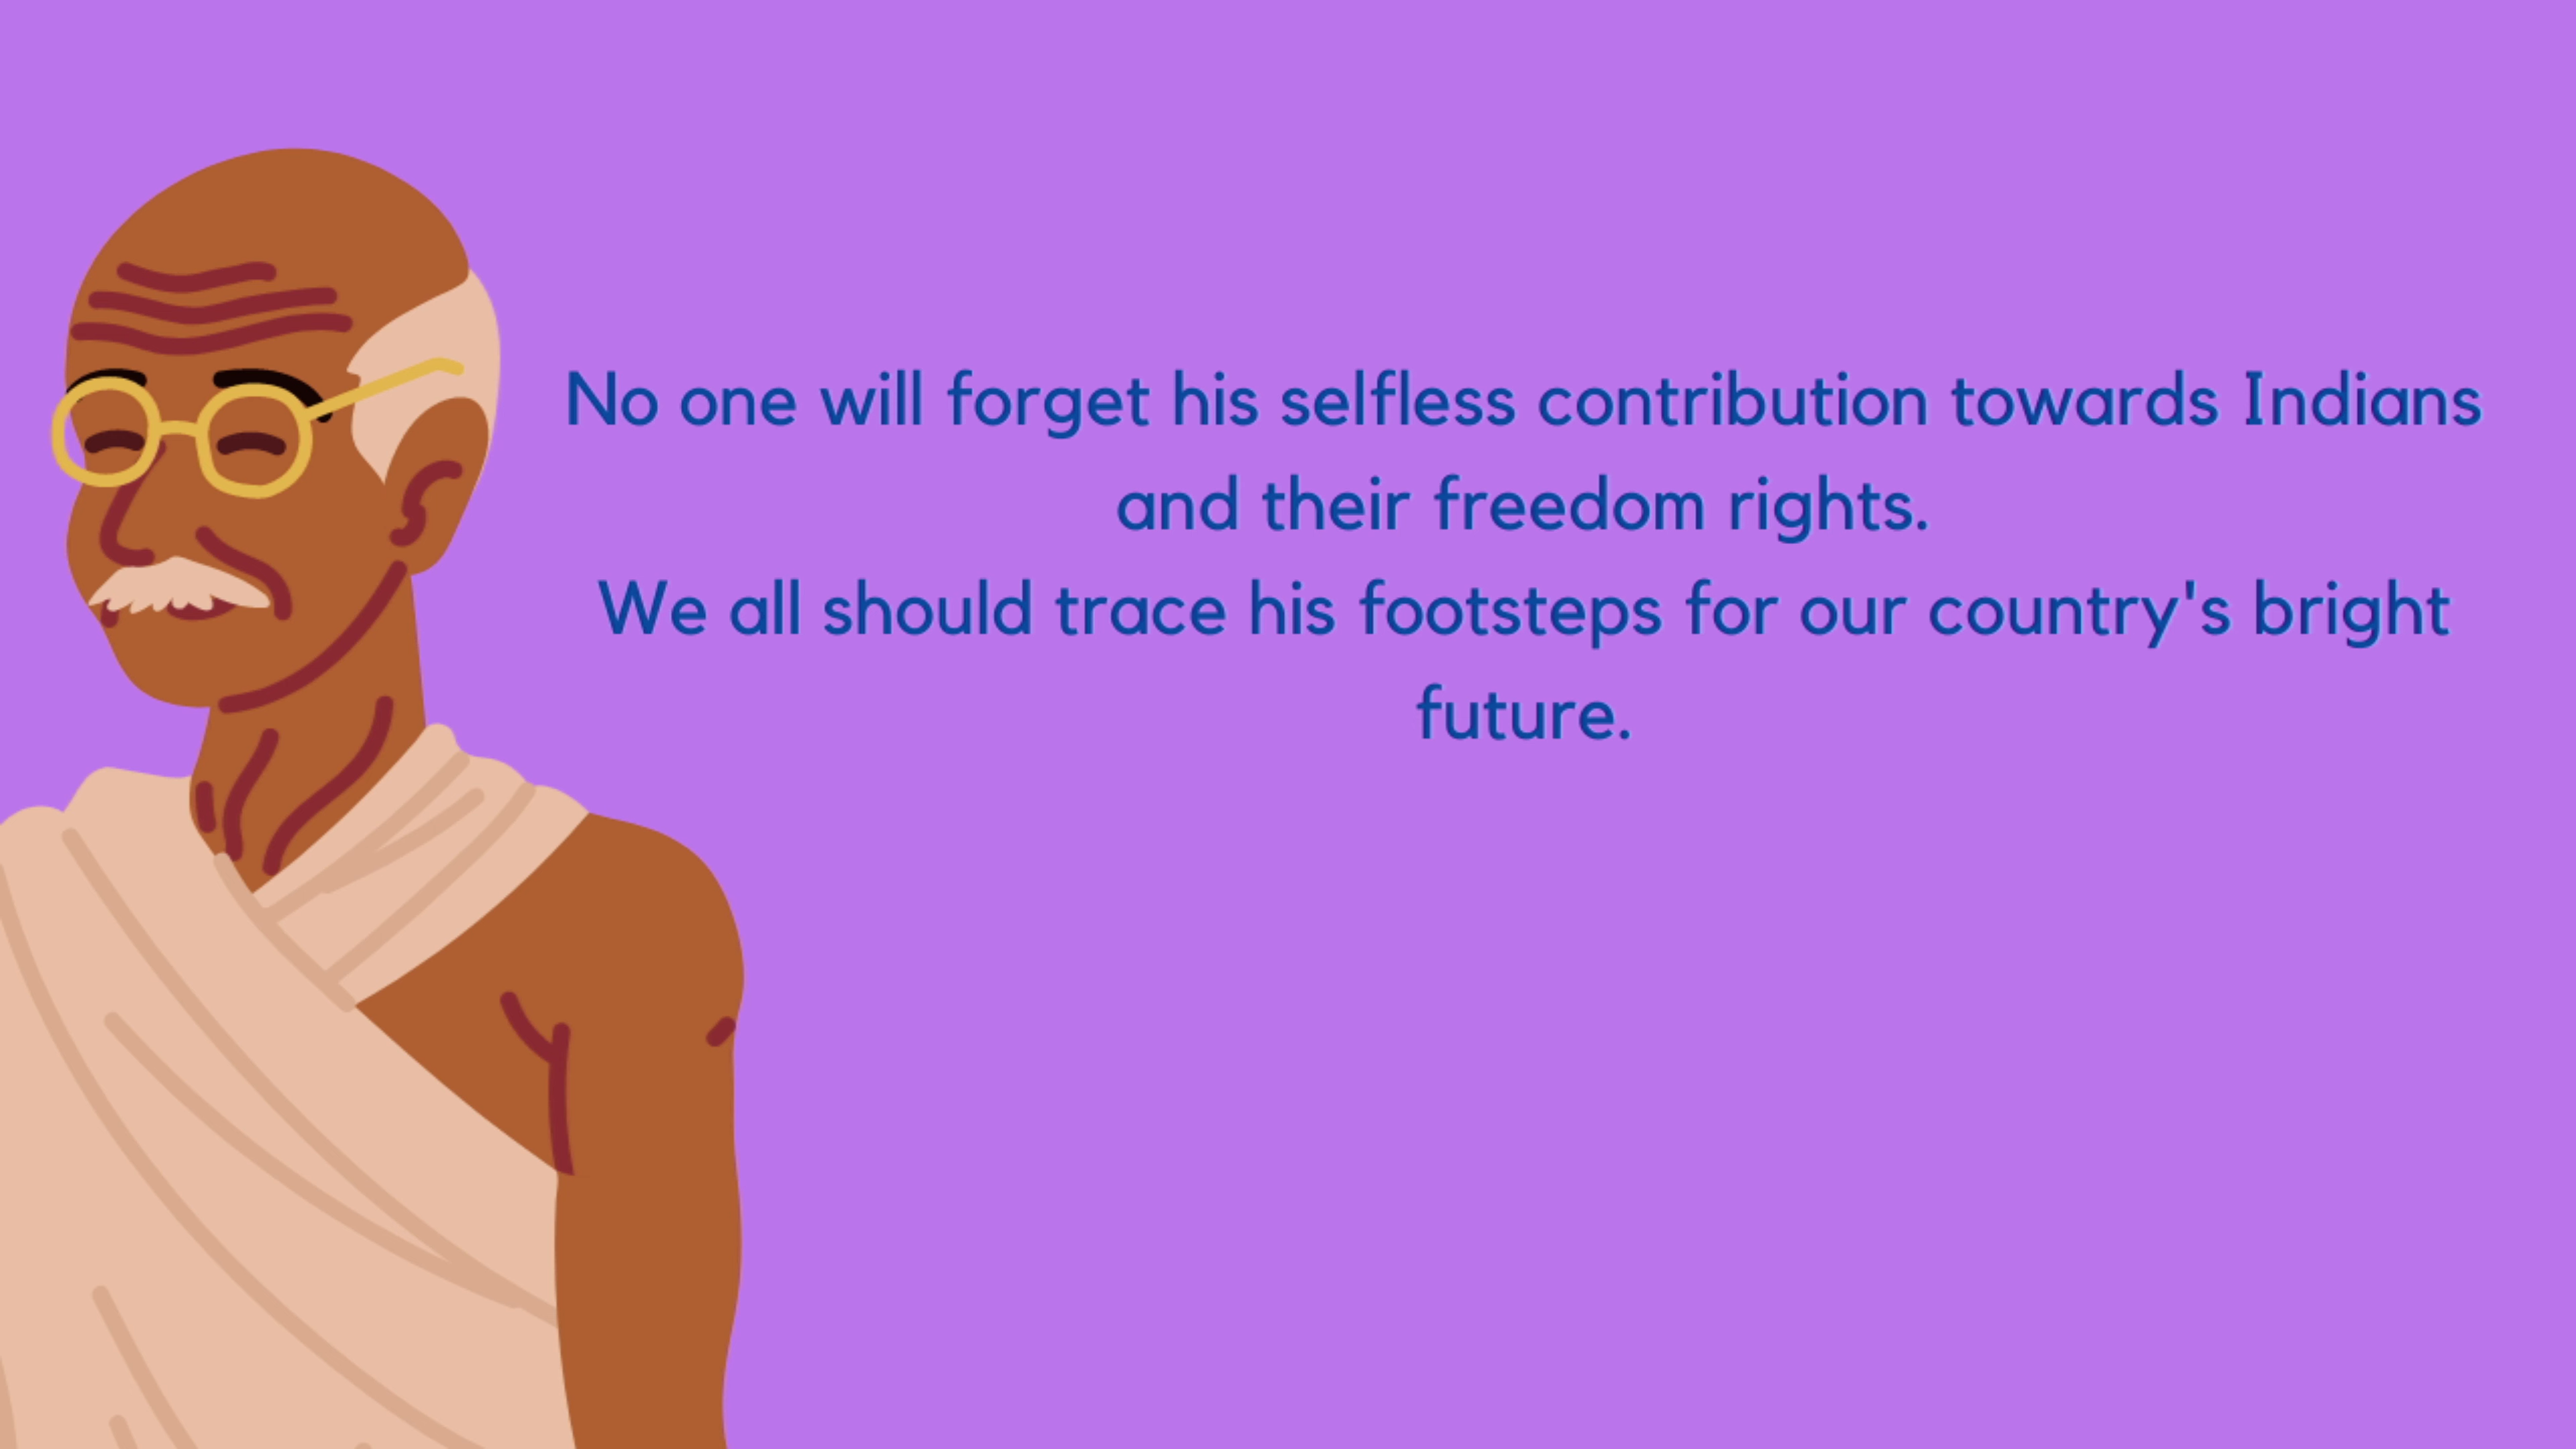 No one will forget his selfless contribution towards Indians
and their freedom rights.
We all should trace his footsteps for our country's bright
future.